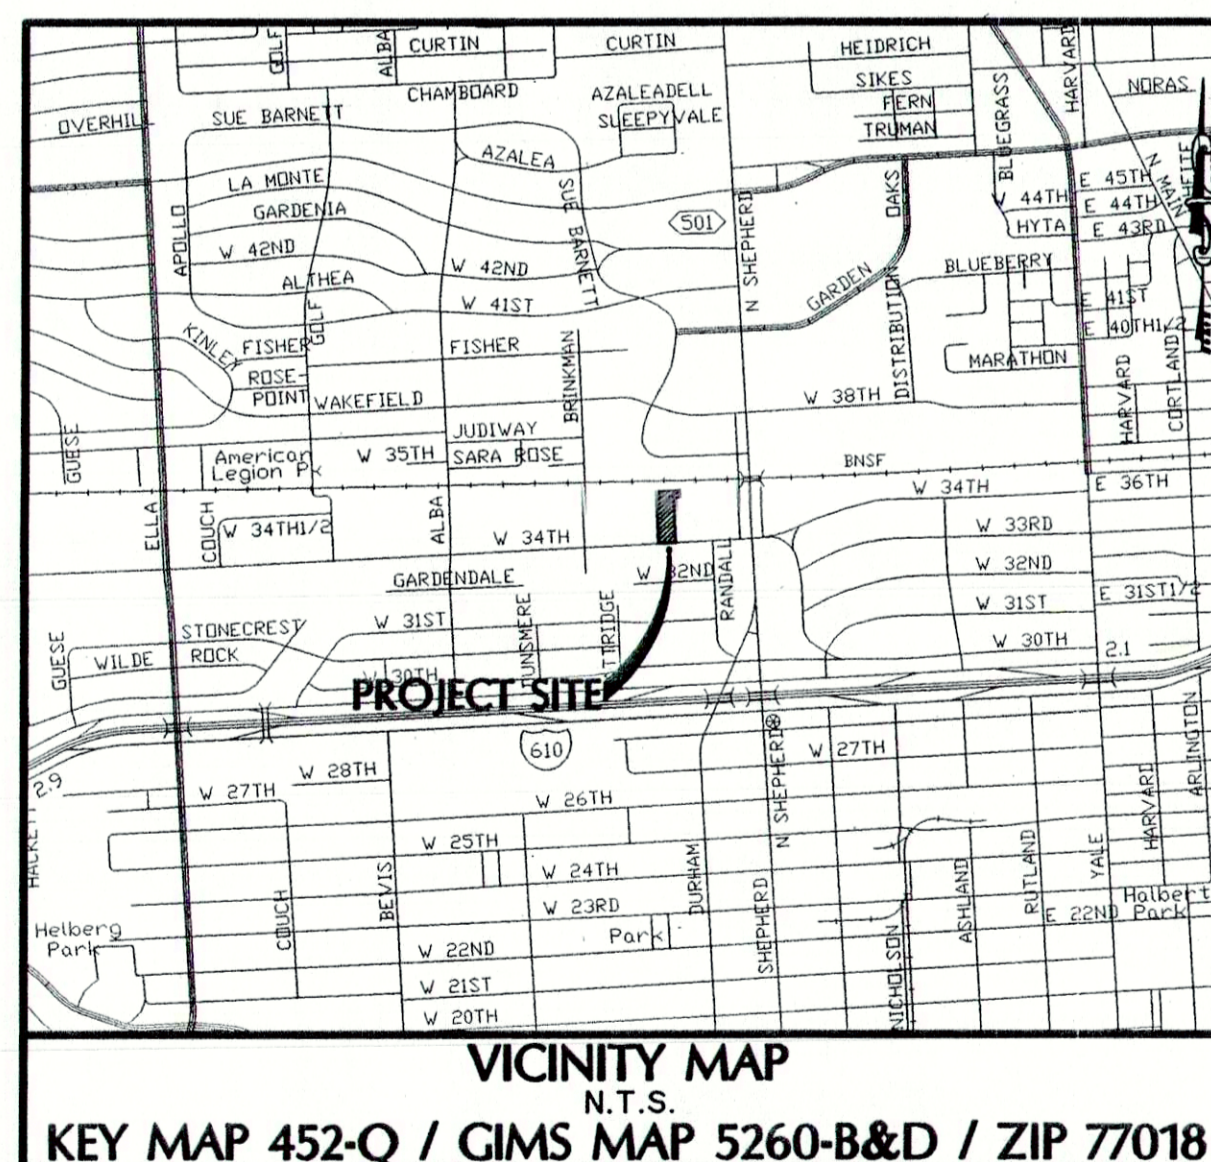 GOLF
ALBA
CURTIN
CURTIN
HEIDRICH
HARVARD
CHAMBOARD
AZALEADELL
SIKES
NORAS
OVERHIL
SUE BARNETT
SLEEPYVALE
FERN
TRUMAN
BLUEGRASS
AZALEA
N MAIN
LA MONTE
SUE BARNETT
OAKS
E 45TH
GARDENIA
501
N SHEPHERD
44TH
E 44TH
APOLLO
W 42ND
HYTA
E 43RD
W 42ND
BLUEBERRY
ALTHEA
GARDEN
W 41ST
E 41ST
GOLF
DISTRIBUTION
E 40TH1/2
KINLEY
FISHER
FISHER
MARATHON
CORTLAND
ROSE-
POINT
WAKEFIELD
BRINKMAN
W 38TH
HARVARD
JUDIWAY
GUESE
American
Legion Pk
W 35TH
SARA ROSE
BNSF
W 34TH
E 36TH
ELLA
COUCH
W 34TH1/2
ALBA
W 34TH
W 33RD
GARDENDALE
W 32ND
RANDALL
W 32ND
E 31ST1/2
W 31ST
W 31ST
STONECREST
W 30TH
GUESE
WILDE ROCK
2.1
W 30TH
PROJECT SITE
610
N SHEPHERD
W 27TH
ARLINGTON
2.9
W 28TH
W 27TH
W 26TH
HARVARD
HACKETT
W 25TH
W 24TH
DURHAM
YALE
BEVIS
RUTLAND
ASHLAND
Halbert
Park
COUCH
W 23RD
SHEPHERD
E 22ND
Helberg
Park
Park
W 22ND
NICHOLSON
W 21ST
W 20TH
VICINITY MAP
N.T.S.
KEY MAP 452-Q / GIMS MAP 5260-B&D / ZIP 77018